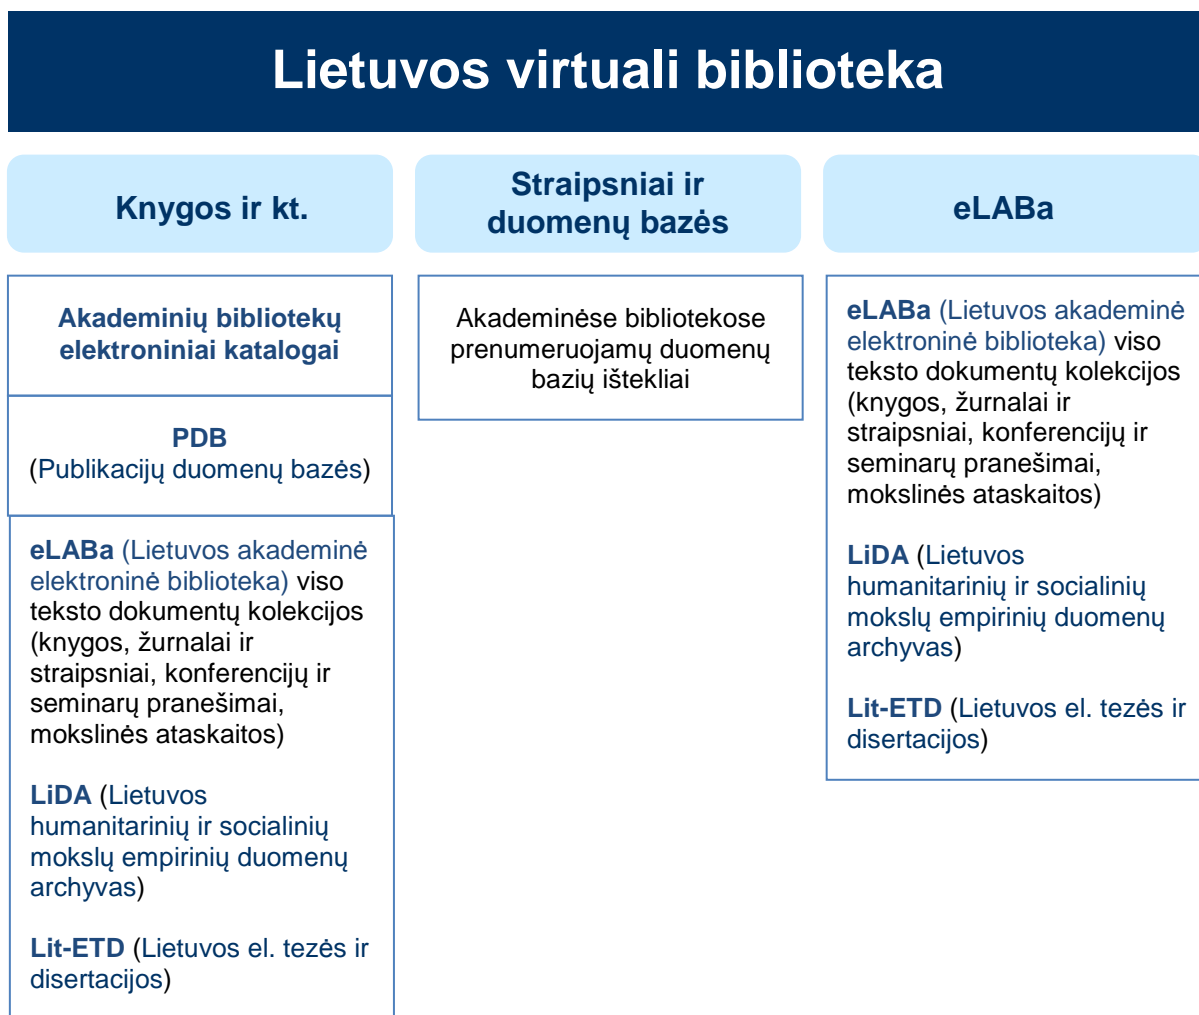 Lietuvos virtuali biblioteka
Knygos ir kt.
Straipsniai ir
duomenų bazės
eLABa
Akademinių bibliotekų
elektroniniai katalogai
PDB
(Publikacijų duomenų bazės)
eLABa (Lietuvos akademinė
elektroninė biblioteka) viso
teksto dokumentų kolekcijos
(knygos, žurnalai ir
straipsniai, konferencijų ir
seminarų pranešimai,
mokslinės ataskaitos)
LiDA (Lietuvos
humanitarinių ir socialinių
mokslų empirinių duomenų
archyvas)
Lit-ETD (Lietuvos el. tezės ir
disertacijos)
Akademinėse bibliotekose
prenumeruojamų duomenų
bazių ištekliai
eLABa (Lietuvos akademinė
elektroninė biblioteka) viso
teksto dokumentų kolekcijos
(knygos, žurnalai ir
straipsniai, konferencijų ir
seminarų pranešimai,
mokslinės ataskaitos)
LiDA (Lietuvos
humanitarinių ir socialinių
mokslų empirinių duomenų
archyvas)
Lit-ETD (Lietuvos el. tezės ir
disertacijos)